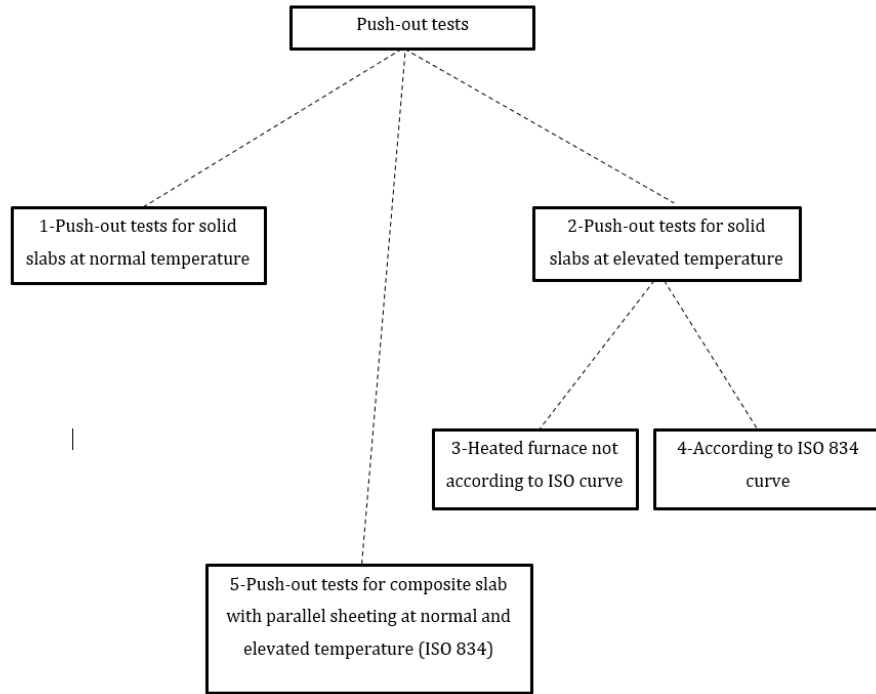 Push-out tests
1-Push-out tests for solid
slabs at normal temperature
2-Push-out tests for solid
slabs at elevated temperature
3-Heated furnace not
according to ISO curve
4-According to ISO 834
curve
5-Push-out tests for composite slab
with parallel sheeting at normal and
elevated temperature (ISO 834)